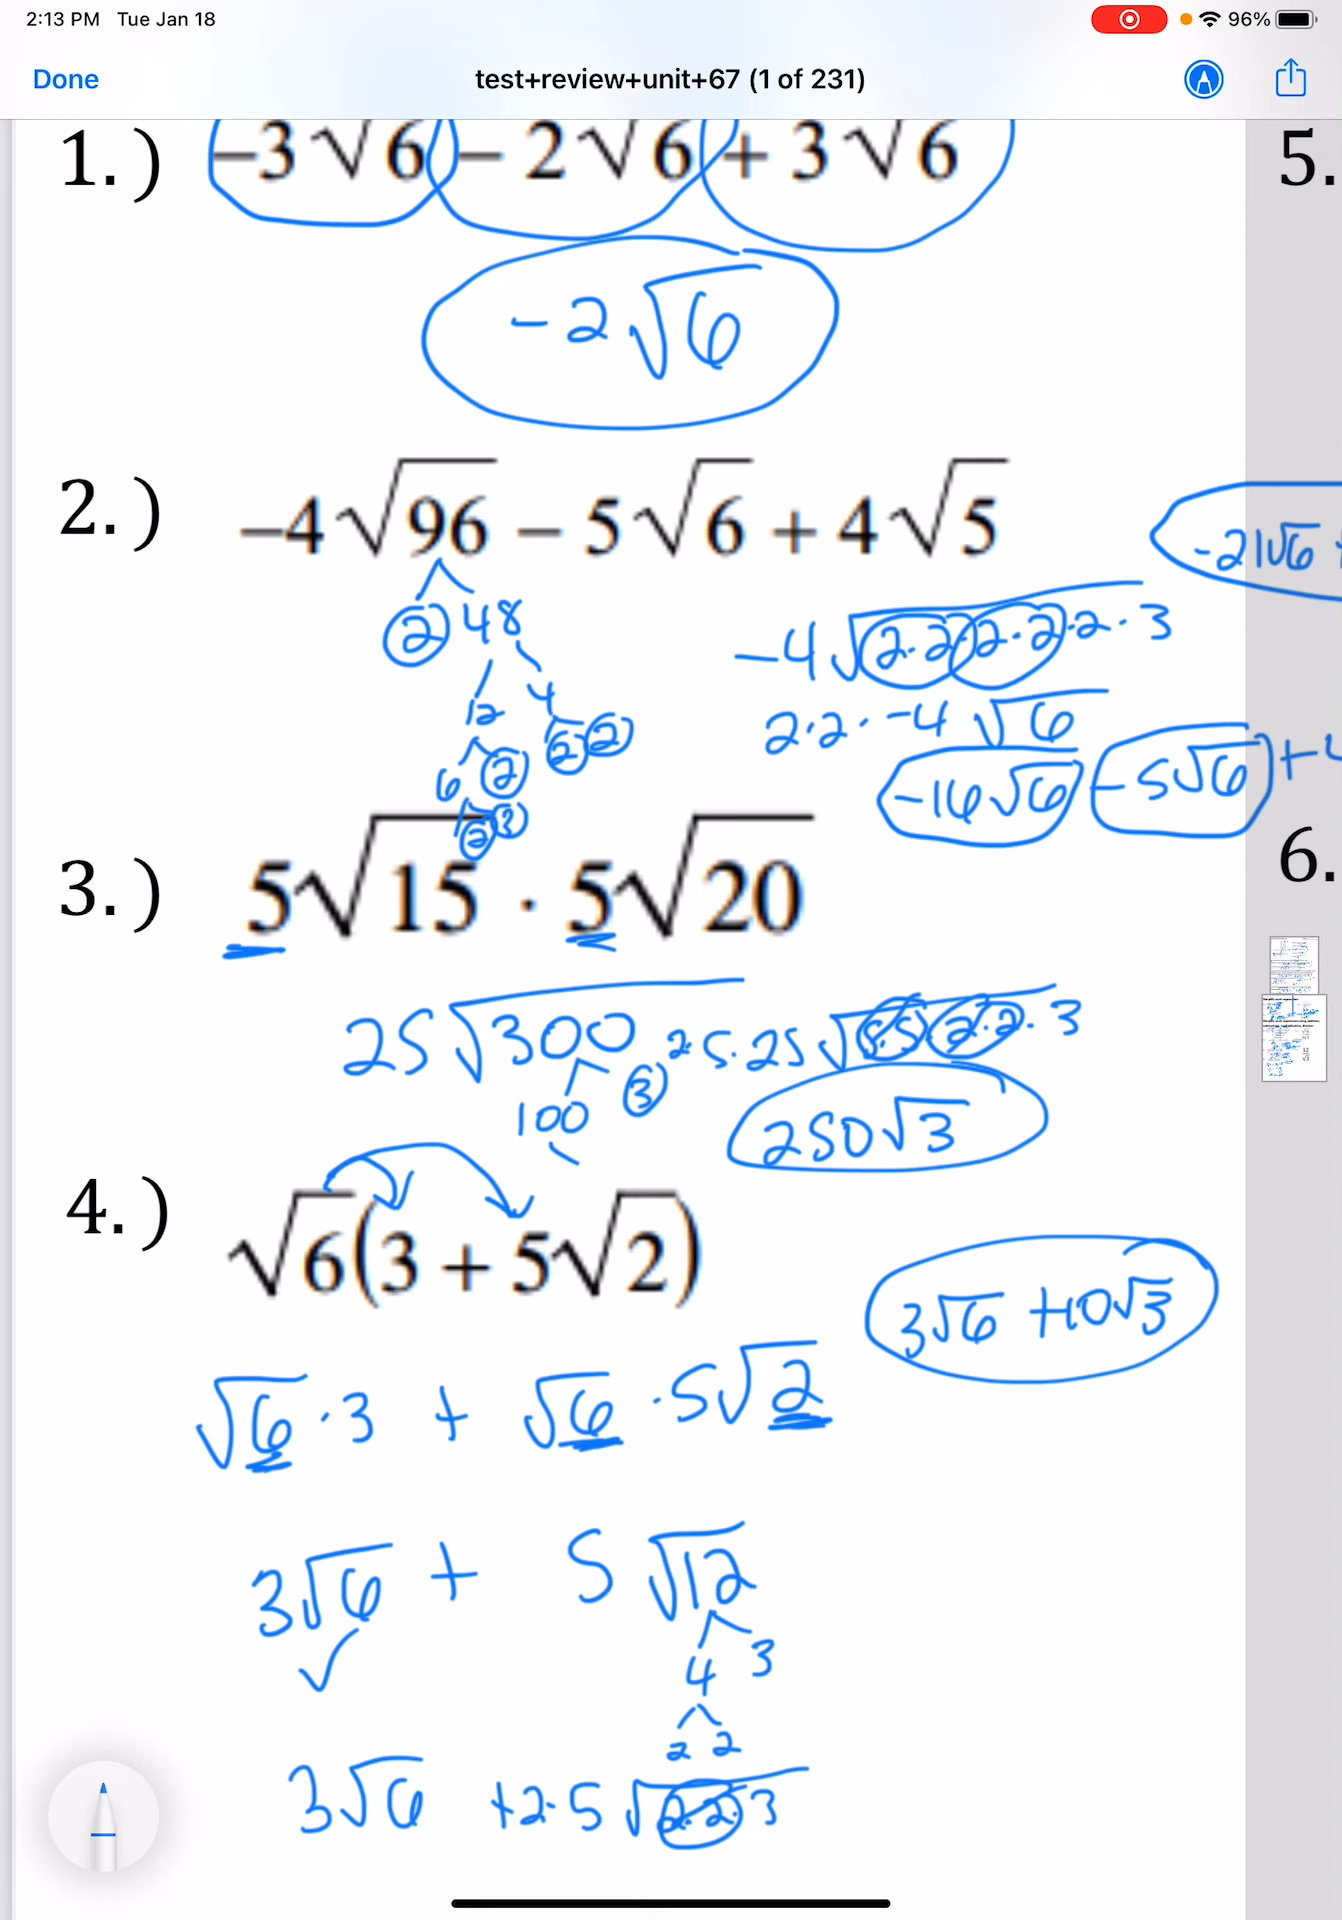 2:13 PM Tue Jan 18
96%
Done
test+review+unit+67 (1 of 231)
1.) −3√6 − 2√6 + 3√6
5.
-2√6
2.) −4√96 − 5√6 + 4√5
-21√6
2 48
-4√2·2·2·2·2·3
12 4
2·2·-4√6
6 2 2 2
-16√6 -5√6 +4
2 3
3.) 5√15 · 5√20
6.
25√300
2·5·25√5·5·2·2·3
100 3
250√3
4.) √6(3 + 5√2)
3√6 +10√3
√6·3 + √6·5√2
3√6 + 5√12
4 3
2 2
3√6 +2·5√2·2·3